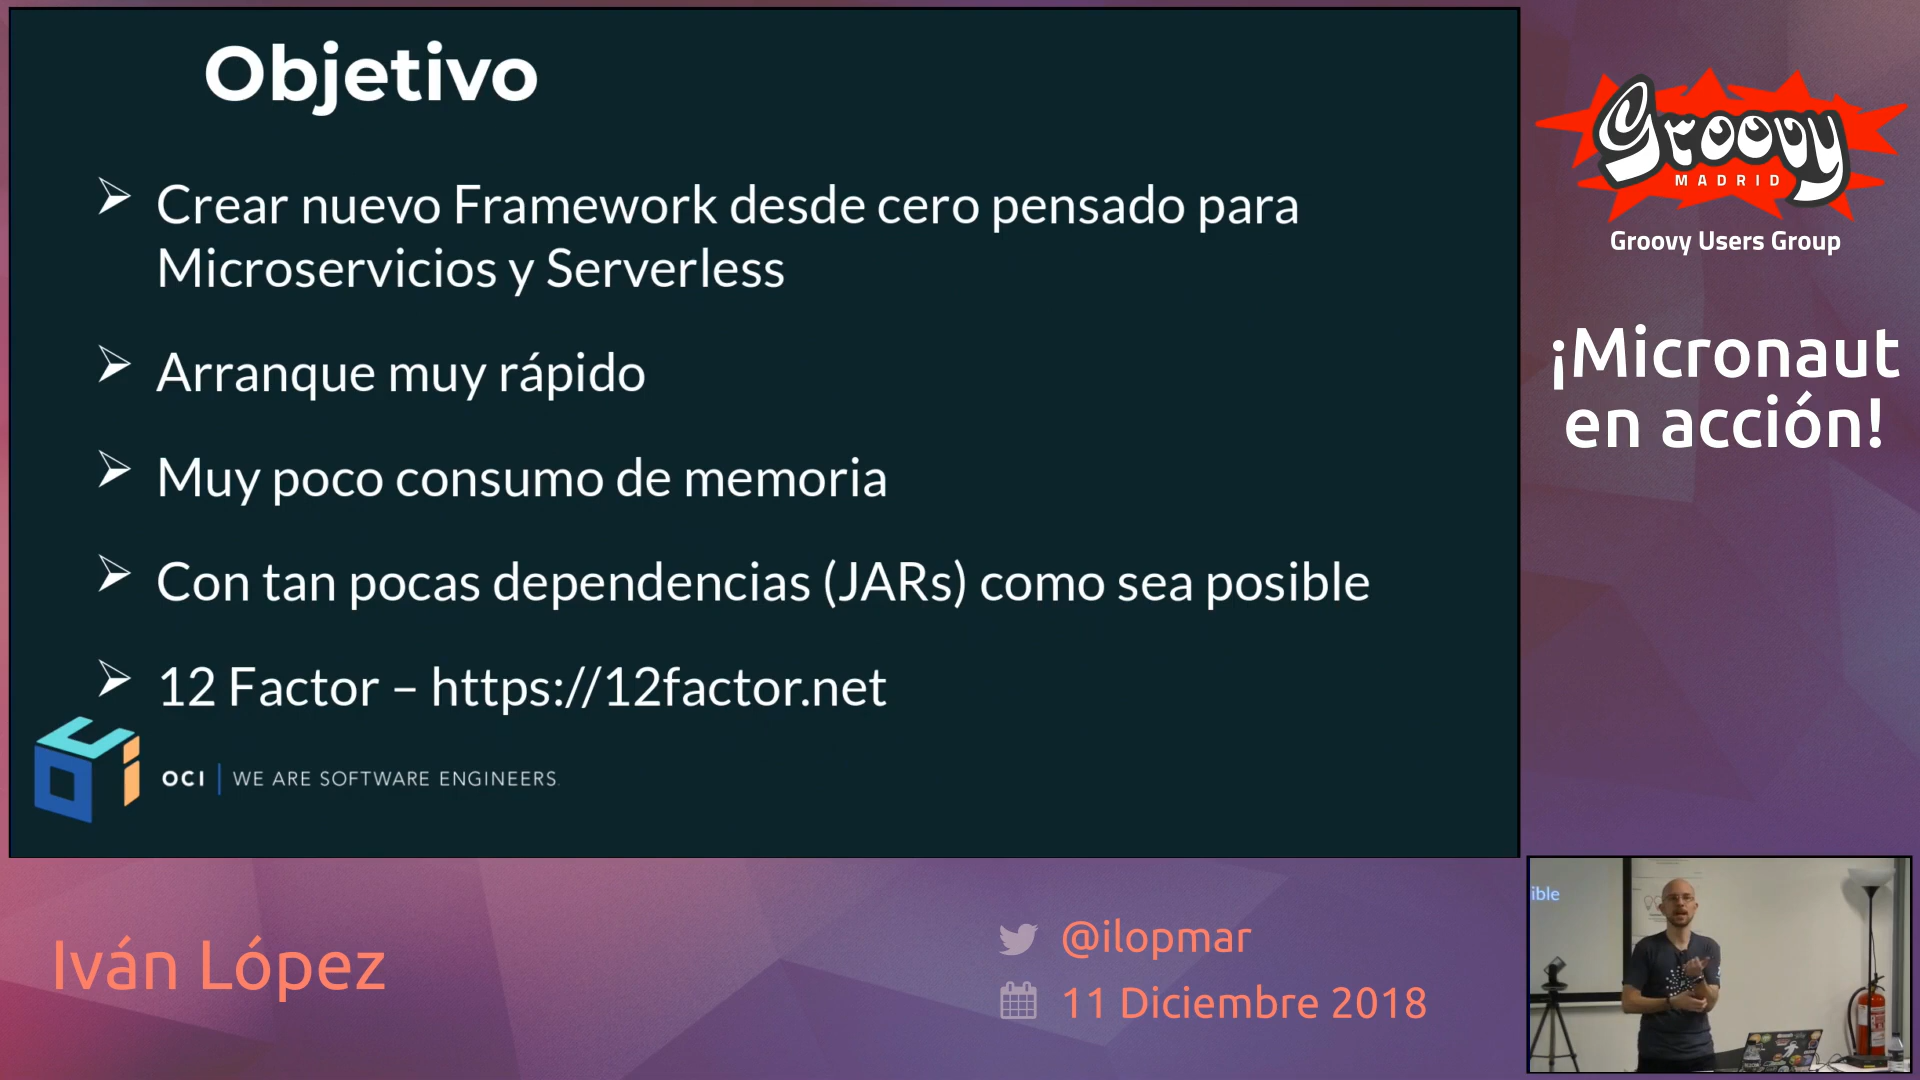 Objetivo
Crear nuevo Framework desde cero pensado para
Microservicios y Serverless
Arranque muy rápido
Muy poco consumo de memoria
Con tan pocas dependencias (JARs) como sea posible
12 Factor – https://12factor.net
OCI | WE ARE SOFTWARE ENGINEERS.
Groovy
MADRID
Groovy Users Group
¡Micronaut
en acción!
Iván López
@ilopmar
11 Diciembre 2018
ible